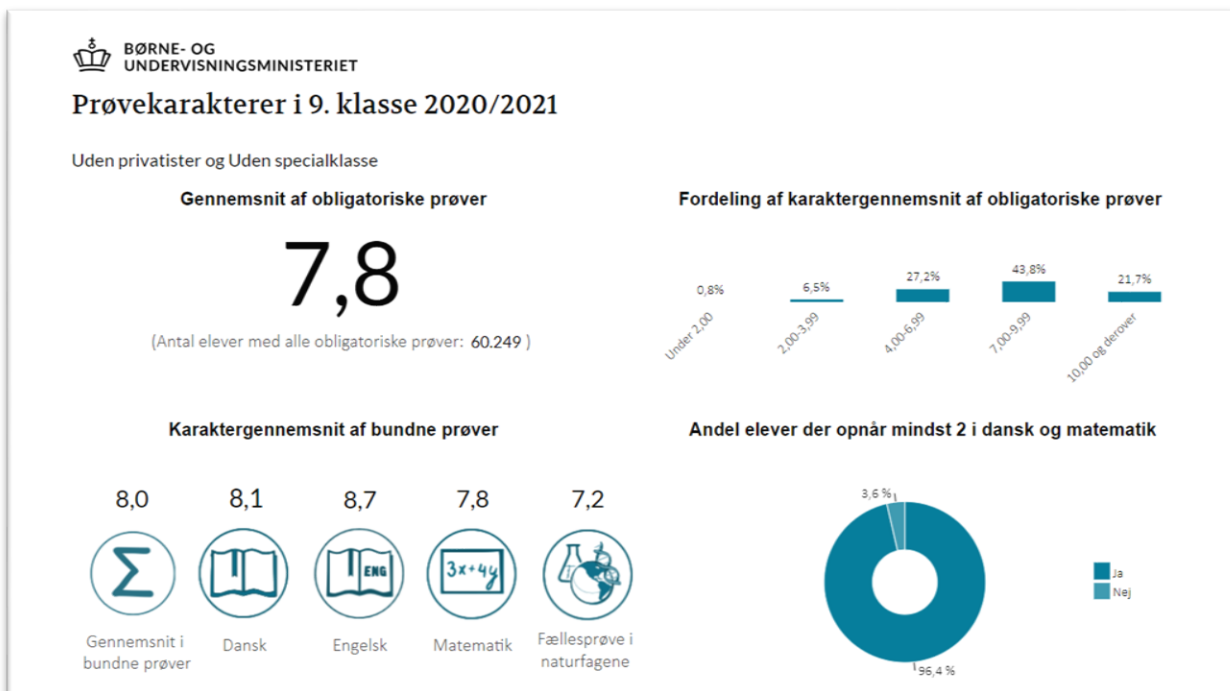 BØRNE- OG
UNDERVISNINGSMINISTERIET
Prøvekarakterer i 9. klasse 2020/2021
Uden privatister og Uden specialklasse
Gennemsnit af obligatoriske prøver
7,8
(Antal elever med alle obligatoriske prøver: 60.249 )
Fordeling af karaktergennemsnit af obligatoriske prøver
0,8%
6,5%
27,2%
43,8%
21,7%
Under 2,00
2,00-3,99
4,00-6,99
7,00-9,99
10,00 og derover
Karaktergennemsnit af bundne prøver
8,0
8,1
8,7
7,8
7,2
Σ
ENG
3x+4y
Gennemsnit i
bundne prøver
Dansk
Engelsk
Matematik
Fællesprøve i
naturfagene
Andel elever der opnår mindst 2 i dansk og matematik
3,6 %
96,4 %
Ja
Nej